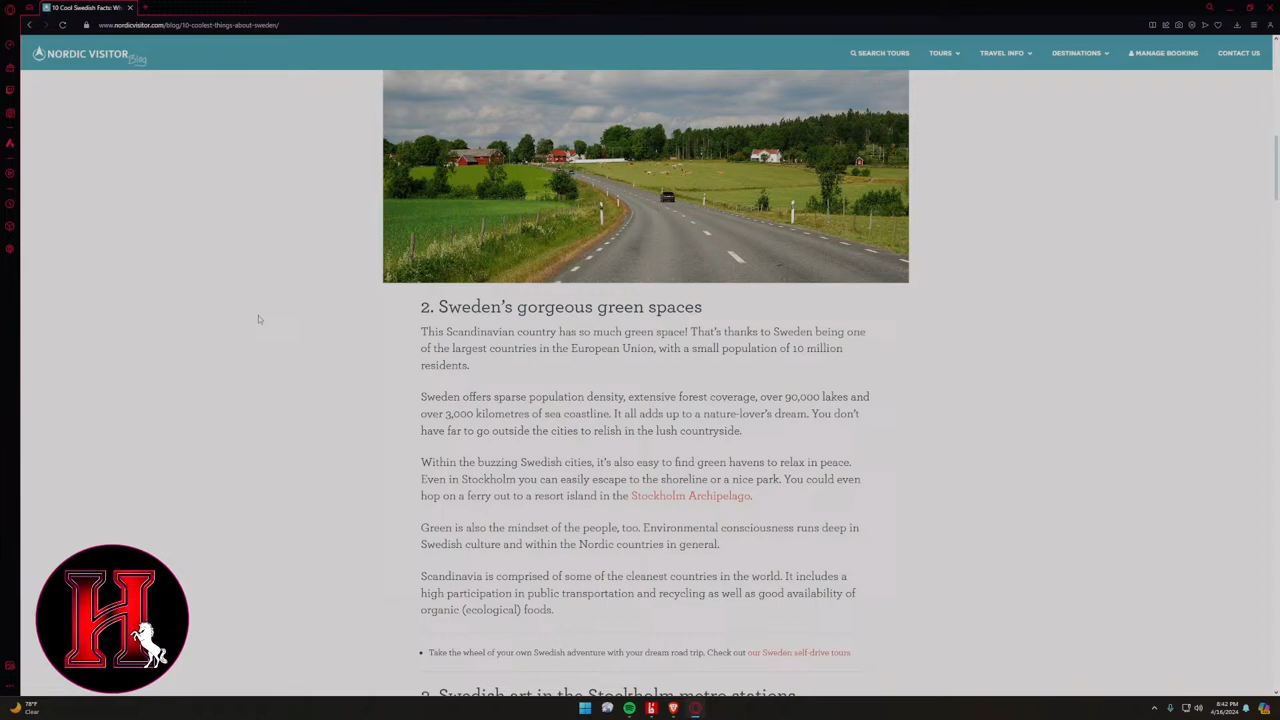 10 Cool Swedish Facts: Wh
www.nordicvisitor.com/blog/10-coolest-things-about-sweden/
NORDIC VISITOR Blog
SEARCH TOURS TOURS TRAVEL INFO DESTINATIONS MANAGE BOOKING CONTACT US
2. Sweden's gorgeous green spaces
This Scandinavian country has so much green space! That's thanks to Sweden being one
of the largest countries in the European Union, with a small population of 10 million
residents.
Sweden offers sparse population density, extensive forest coverage, over 90,000 lakes and
over 3,000 kilometres of sea coastline. It all adds up to a nature-lover's dream. You don't
have far to go outside the cities to relish in the lush countryside.
Within the buzzing Swedish cities, it's also easy to find green havens to relax in peace.
Even in Stockholm you can easily escape to the shoreline or a nice park. You could even
hop on a ferry out to a resort island in the Stockholm Archipelago.
Green is also the mindset of the people, too. Environmental consciousness runs deep in
Swedish culture and within the Nordic countries in general.
Scandinavia is comprised of some of the cleanest countries in the world. It includes a
high participation in public transportation and recycling as well as good availability of
organic (ecological) foods.
• Take the wheel of your own Swedish adventure with your dream road trip. Check out our Sweden self-drive tours
3. Swedish art in the Stockholm metro stations
H
78°F
Clear
8:42 PM
4/16/2024